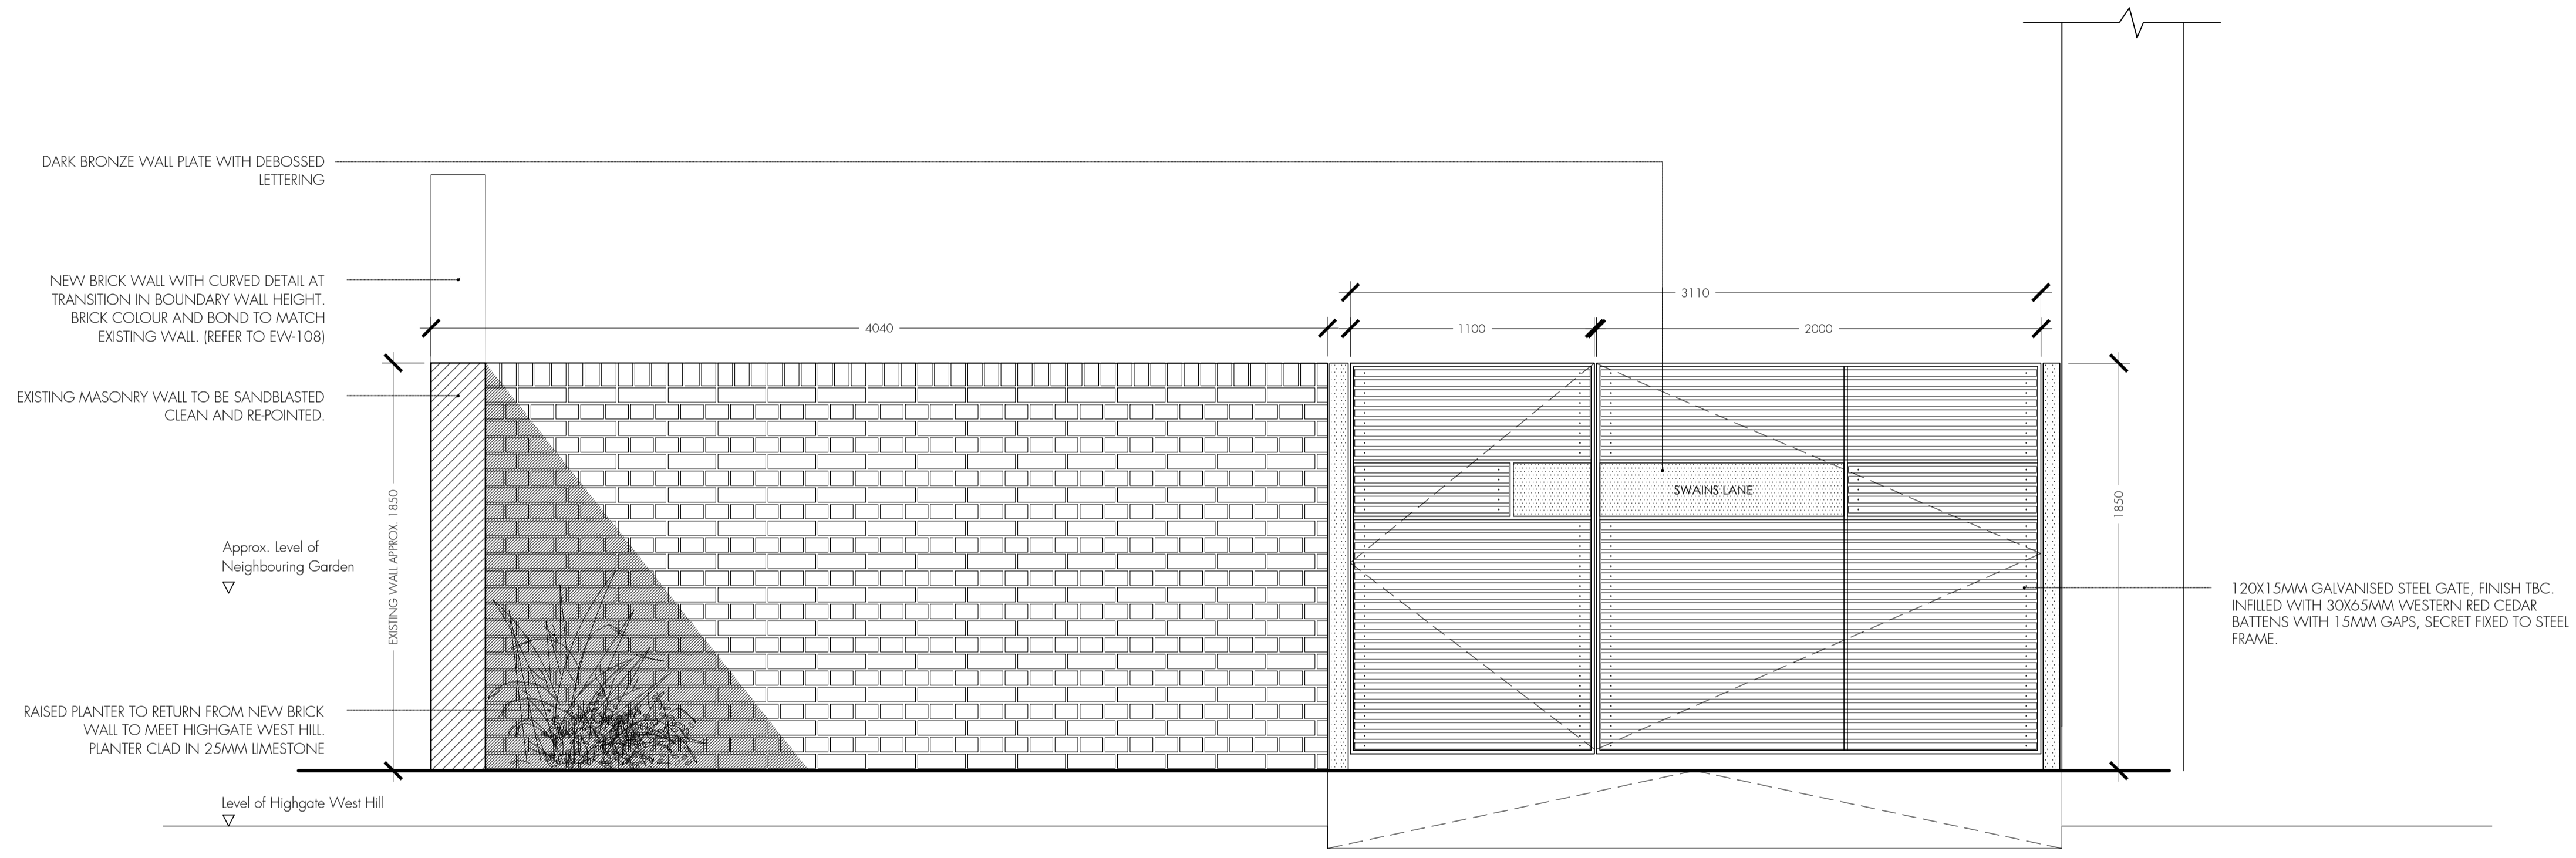 DARK BRONZE WALL PLATE WITH DEBOSSED
LETTERING
NEW BRICK WALL WITH CURVED DETAIL AT
TRANSITION IN BOUNDARY WALL HEIGHT.
BRICK COLOUR AND BOND TO MATCH
EXISTING WALL. (REFER TO EW-108)
3110
4040
1100
2000
EXISTING MASONRY WALL TO BE SANDBLASTED
CLEAN AND RE-POINTED.
SWAINS LANE
EXISTING WALL APPROX. 1850
1850
Approx. Level of
Neighbouring Garden
120X15MM GALVANISED STEEL GATE, FINISH TBC.
INFILLED WITH 30X65MM WESTERN RED CEDAR
BATTENS WITH 15MM GAPS, SECRET FIXED TO STEEL
FRAME.
RAISED PLANTER TO RETURN FROM NEW BRICK
WALL TO MEET HIGHGATE WEST HILL.
PLANTER CLAD IN 25MM LIMESTONE
Level of Highgate West Hill